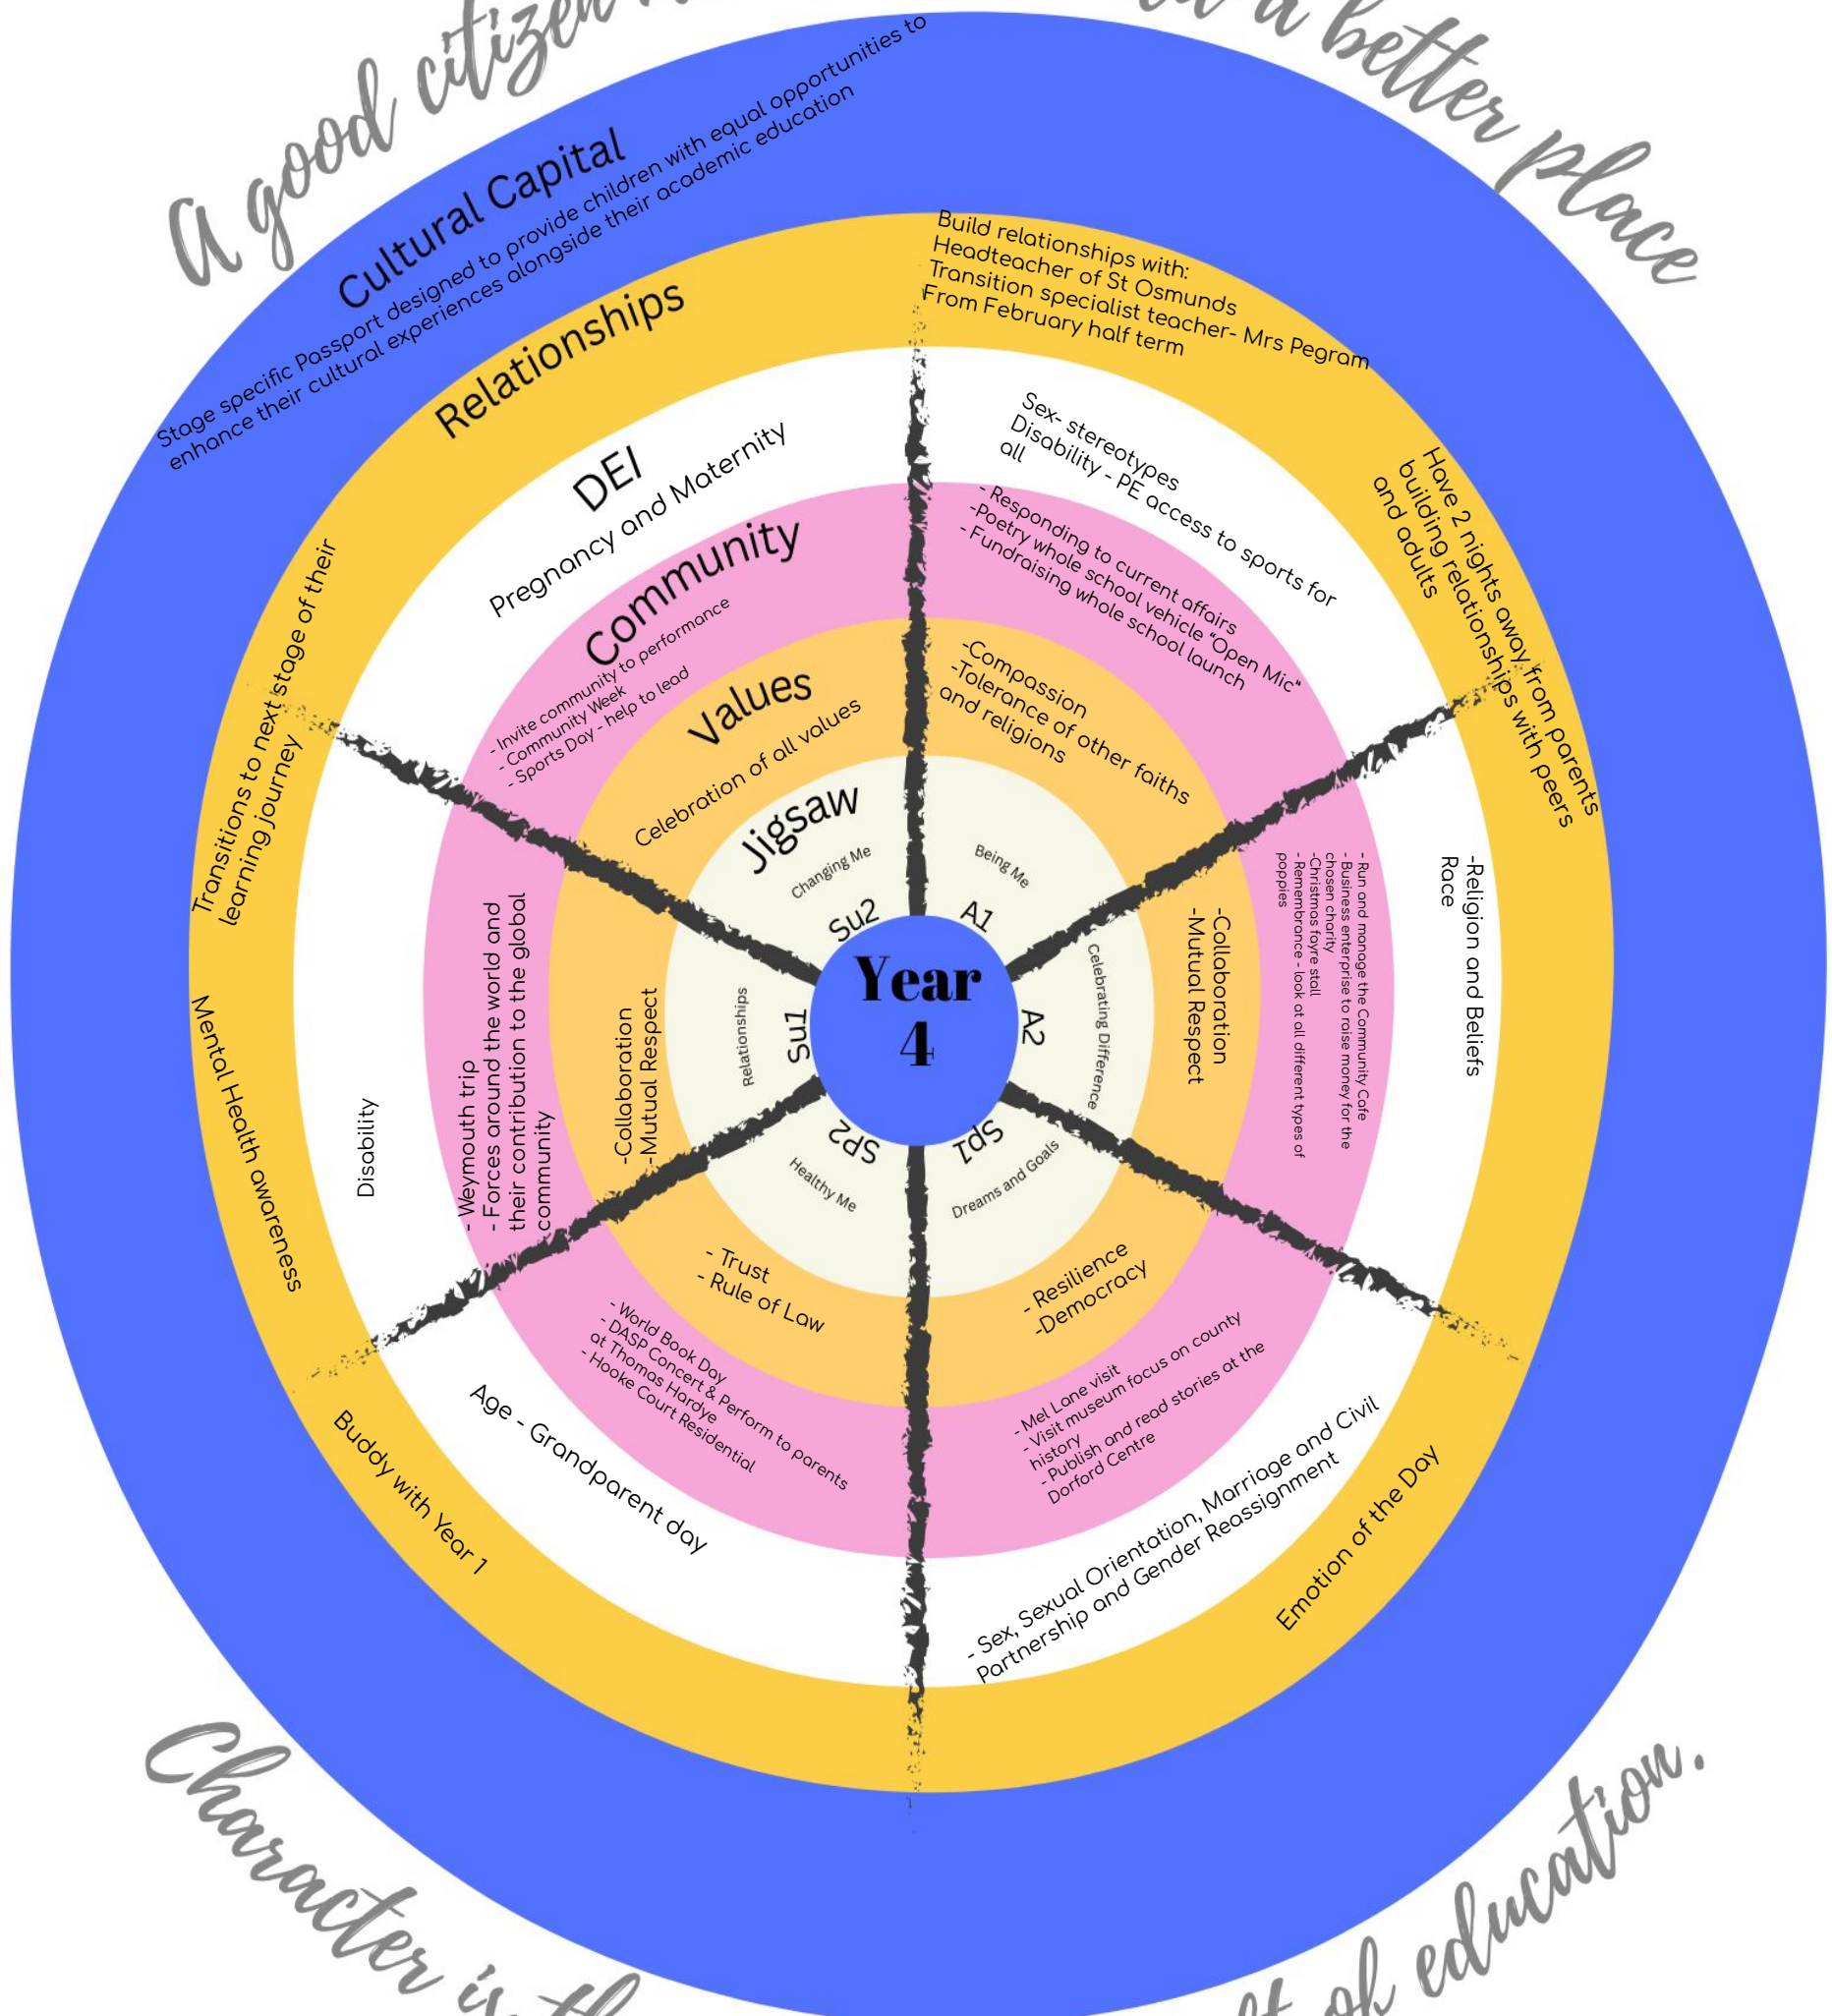 A good citizen
a better place
Cultural Capital
Stage specific Passport designed to provide children with equal opportunities to
enhance their cultural experiences alongside their academic education
Relationships
Build relationships with:
Headteacher of St Osmunds
Transition specialist teacher- Mrs Pegram
From February half term
Have 2 nights away from parents
building relationships with peers
and adults
Emotion of the Day
Buddy with Year 1
Mental Health awareness
Transitions to next stage of their
learning journey
DEI
Pregnancy and Maternity
Sex- stereotypes
Disability - PE access to sports for
all
-Religion and Beliefs
Race
- Sex, Sexual Orientation, Marriage and Civil
Partnership and Gender Reassignment
Age - Grandparent day
Disability
Community
- Invite community to performance
- Community Week
- Sports Day - help to lead
- Responding to current affairs
-Poetry whole school vehicle “Open Mic”
- Fundraising whole school launch
- Run and manage the Community Cafe
- Business enterprise to raise money for the
chosen charity
-Christmas fayre stall
- Remembrance - look at all different types of
poppies
- Mel Lane visit
- Visit museum focus on county
history
- Publish and read stories at the
Dorford Centre
- World Book Day
- DASP Concert & Perform to parents
at Thomas Hardye
- Hooke Court Residential
- Weymouth trip
- Forces around the world and
their contribution to the global
community
Values
Celebration of all values
-Compassion
-Tolerance of other faiths
and religions
-Collaboration
-Mutual Respect
- Resilience
-Democracy
- Trust
- Rule of Law
-Collaboration
-Mutual Respect
Jigsaw
Changing Me
Su2
Being Me
A1
Celebrating Difference
A2
Dreams and Goals
Sp1
Healthy Me
SP2
Relationships
Su1
Year
4
Character is
of education.